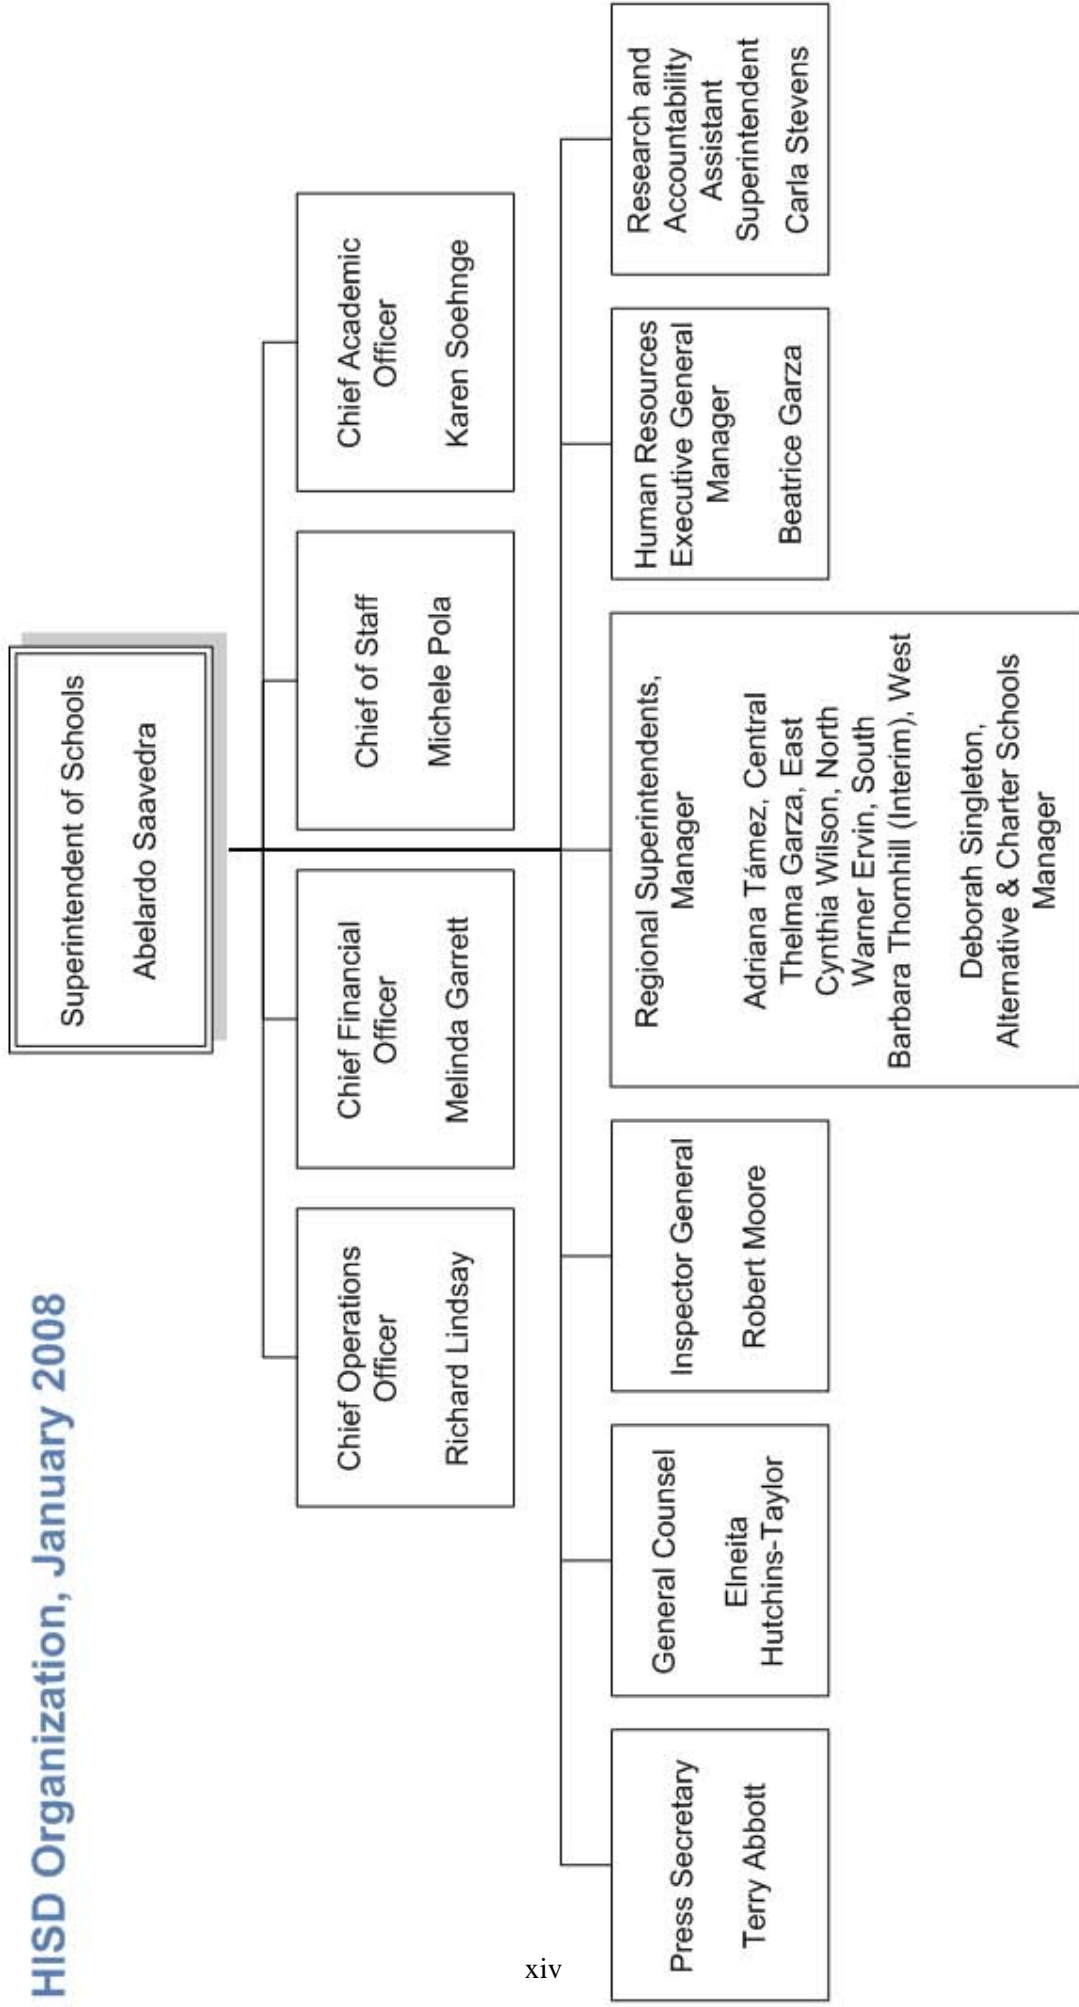 HISD Organization, January 2008
Superintendent of Schools
Abelardo Saavedra
Chief Operations
Officer
Richard Lindsay
Chief Financial
Officer
Melinda Garrett
Chief of Staff
Michele Pola
Chief Academic
Officer
Karen Soehnge
Press Secretary
Terry Abbott
General Counsel
Elneita
Hutchins-Taylor
Inspector General
Robert Moore
Regional Superintendents,
Manager
Adriana Támez, Central
Thelma Garza, East
Cynthia Wilson, North
Warner Ervin, South
Barbara Thornhill (Interim), West
Deborah Singleton,
Alternative & Charter Schools
Manager
Human Resources
Executive General
Manager
Beatrice Garza
Research and
Accountability
Assistant
Superintendent
Carla Stevens
xiv